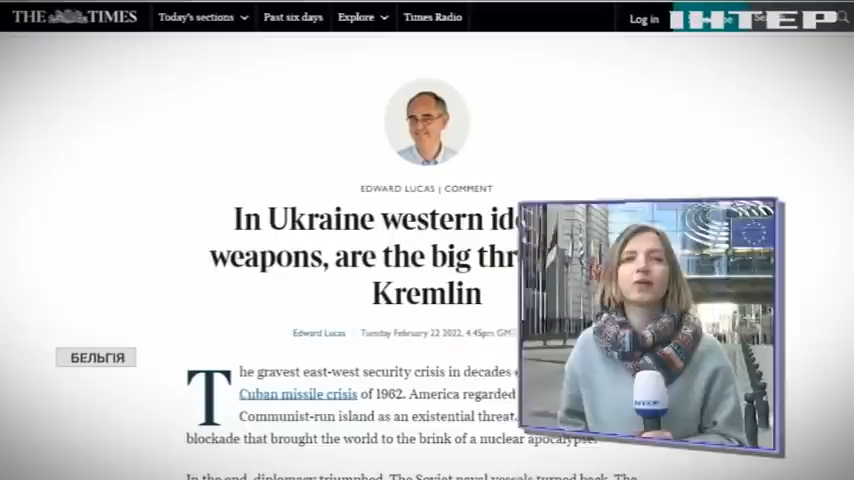 THE TIMES
Today's sections
Past six days
Explore
Times Radio
Log in
ІНТЕР
EDWARD LUCAS | COMMENT
In Ukraine western
weapons, are the big
Kremlin
Edward Lucas
Tuesday February 22 2022, 4.45pm GM
БЕЛЬГІЯ
The gravest east-west security crisis in decades
Cuban missile crisis of 1962. America regarded
Communist-run island as an existential threat.
blockade that brought the world to the brink of a nuclear apocalypse.
In the end, diplomacy triumphed. The Soviet naval vessels turned back. The